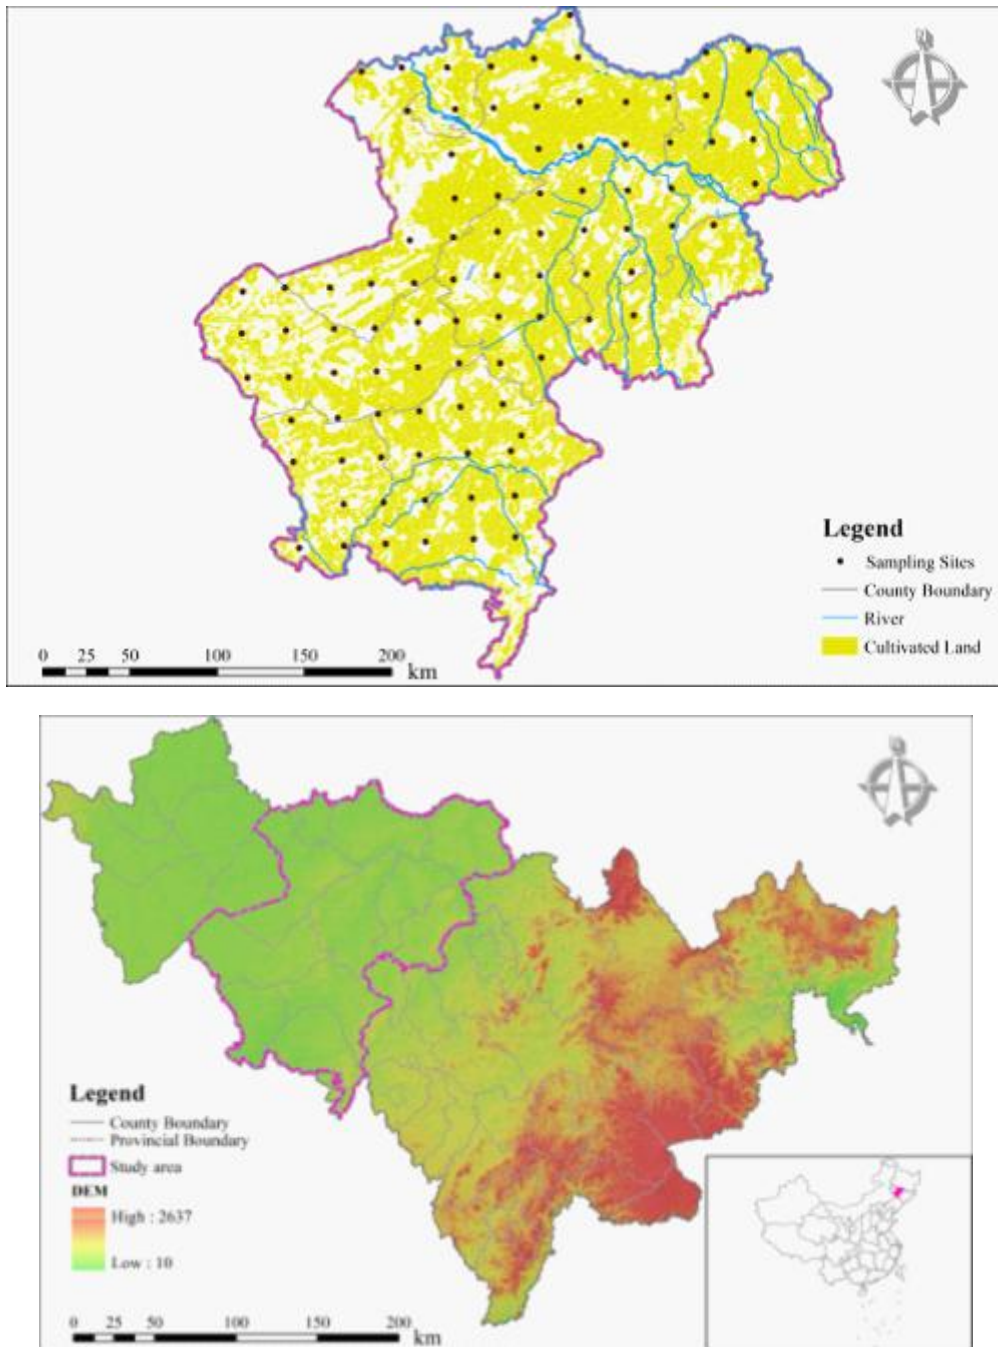 N
Legend
Sampling Sites
County Boundary
River
Cultivated Land
0 25 50 100 150 200
km
Legend
County Boundary
Provincial Boundary
Study area
DEM
High : 2637
Low : 10
0 25 50 100 150 200
km